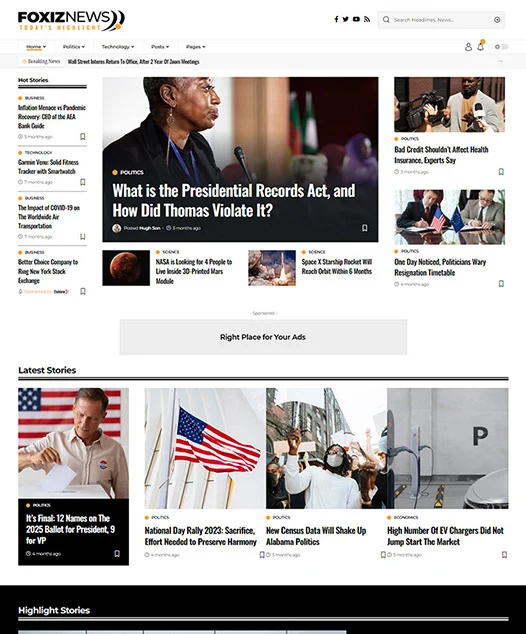 FOXIZNEWS
TODAY'S HIGHLIGHT
Search Headlines, News...
Home
Politics
Technology
Posts
Pages
Breaking News
Wall Street Interns Return To Office, After 2 Year Of Zoom Meetings
Hot Stories
BUSINESS
Inflation Menace vs Pandemic
Recovery: CEO of the AEA
Bank Guide
5 months ago
TECHNOLOGY
Garmin Venu: Solid Fitness
Tracker with Smartwatch
7 months ago
BUSINESS
The Impact of COVID-19 on
The Worldwide Air
Transportation
7 months ago
BUSINESS
Better Choice Company to
Ring New York Stock
Exchange
Sponsored by
POLITICS
What is the Presidential Records Act, and
How Did Thomas Violate It?
Posted Hugh Son
3 months ago
SCIENCE
NASA is Looking for 4 People to
Live Inside 3D-Printed Mars
Module
SCIENCE
Space X Starship Rocket Will
Reach Orbit Within 6 Months
POLITICS
Bad Credit Shouldn't Affect Health
Insurance, Experts Say
3 months ago
POLITICS
One Day Noticed, Politicians Wary
Resignation Timetable
4 months ago
- Sponsored -
Right Place for Your Ads
Latest Stories
POLITICS
It's Final: 12 Names on The
2025 Ballot for President, 9
for VP
4 months ago
POLITICS
National Day Rally 2023: Sacrifice,
Effort Needed to Preserve Harmony
4 months ago
POLITICS
New Census Data Will Shake Up
Alabama Politics
5 months ago
P
ECONOMICS
High Number Of EV Chargers Did Not
Jump Start The Market
5 months ago
Highlight Stories